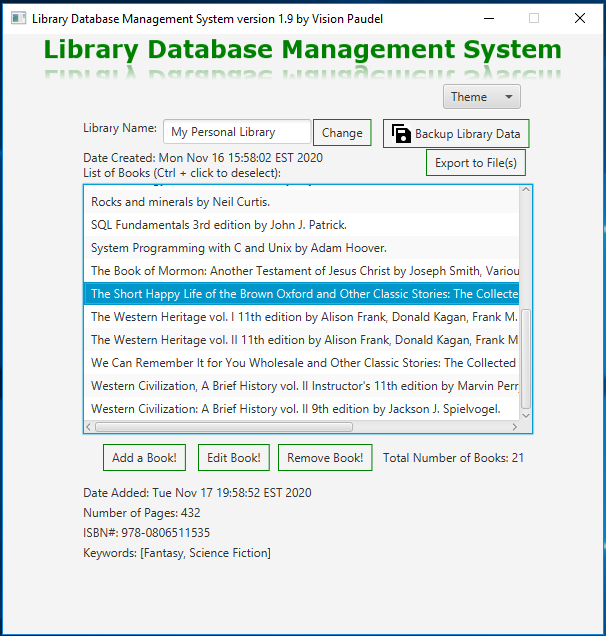 Library Database Management System version 1.9 by Vision Paudel
Library Database Management System
Theme
Library Name: My Personal Library Change Backup Library Data
Date Created: Mon Nov 16 15:58:02 EST 2020 Export to File(s)
List of Books (Ctrl + click to deselect):
Rocks and minerals by Neil Curtis.
SQL Fundamentals 3rd edition by John J. Patrick.
System Programming with C and Unix by Adam Hoover.
The Book of Mormon: Another Testament of Jesus Christ by Joseph Smith, Variou
The Short Happy Life of the Brown Oxford and Other Classic Stories: The Collecte
The Western Heritage vol. I 11th edition by Alison Frank, Donald Kagan, Frank M.
The Western Heritage vol. II 11th edition by Alison Frank, Donald Kagan, Frank M
We Can Remember It for You Wholesale and Other Classic Stories: The Collected
Western Civilization, A Brief History vol. II Instructor's 11th edition by Marvin Perry
Western Civilization: A Brief History vol. II 9th edition by Jackson J. Spielvogel.
Add a Book! Edit Book! Remove Book! Total Number of Books: 21
Date Added: Tue Nov 17 19:58:52 EST 2020
Number of Pages: 432
ISBN#: 978-0806511535
Keywords: [Fantasy, Science Fiction]